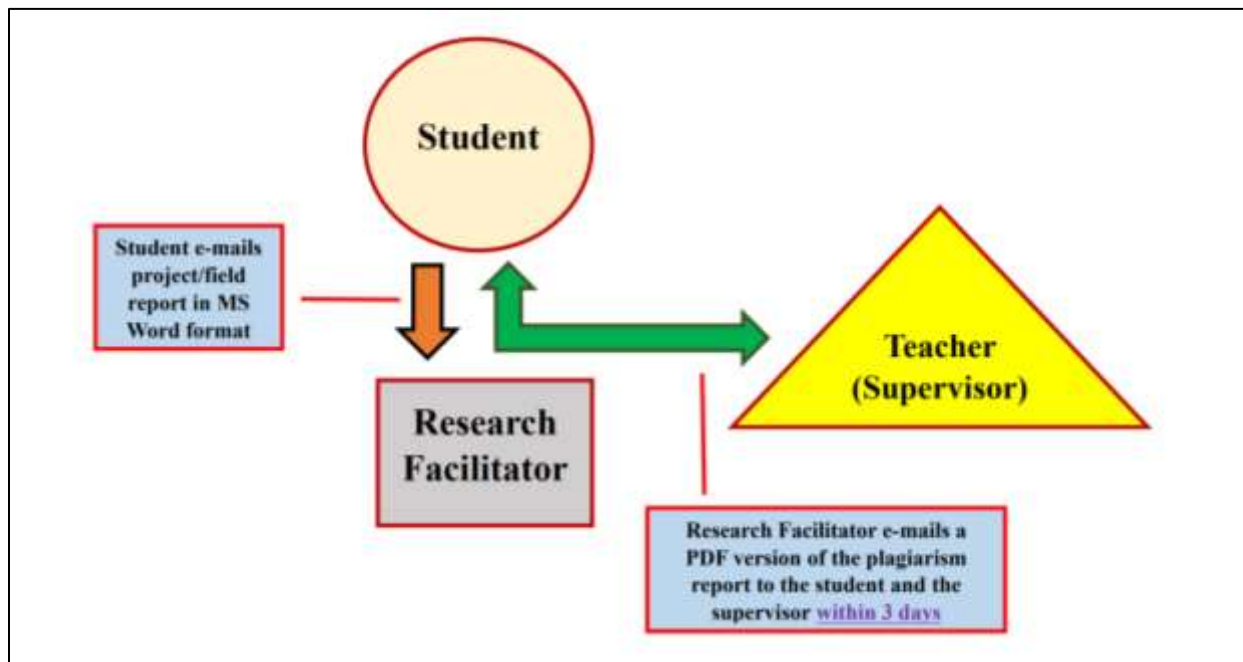 Student
Student e-mails
project/field
report in MS
Word format
Research
Facilitator
Teacher
(Supervisor)
Research Facilitator e-mails a
PDF version of the plagiarism
report to the student and the
supervisor within 3 days